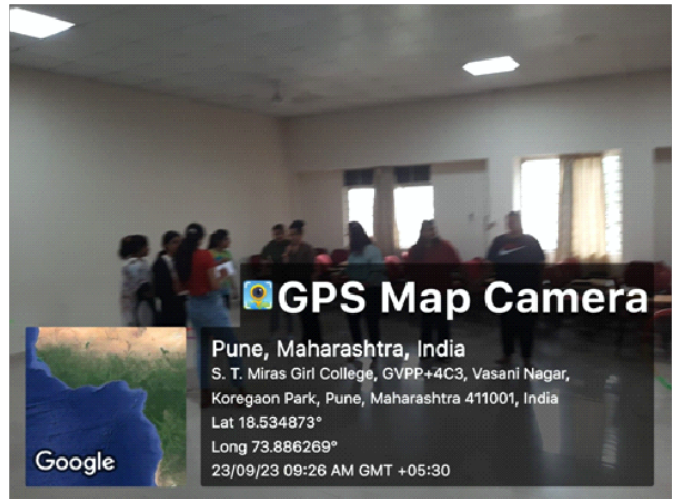 GPS Map Camera
Pune, Maharashtra, India
S. T. Miras Girl College, GVPP+4C3, Vasani Nagar,
Koregaon Park, Pune, Maharashtra 411001, India
Lat 18.534873°
Long 73.886269°
23/09/23 09:26 AM GMT +05:30
Google